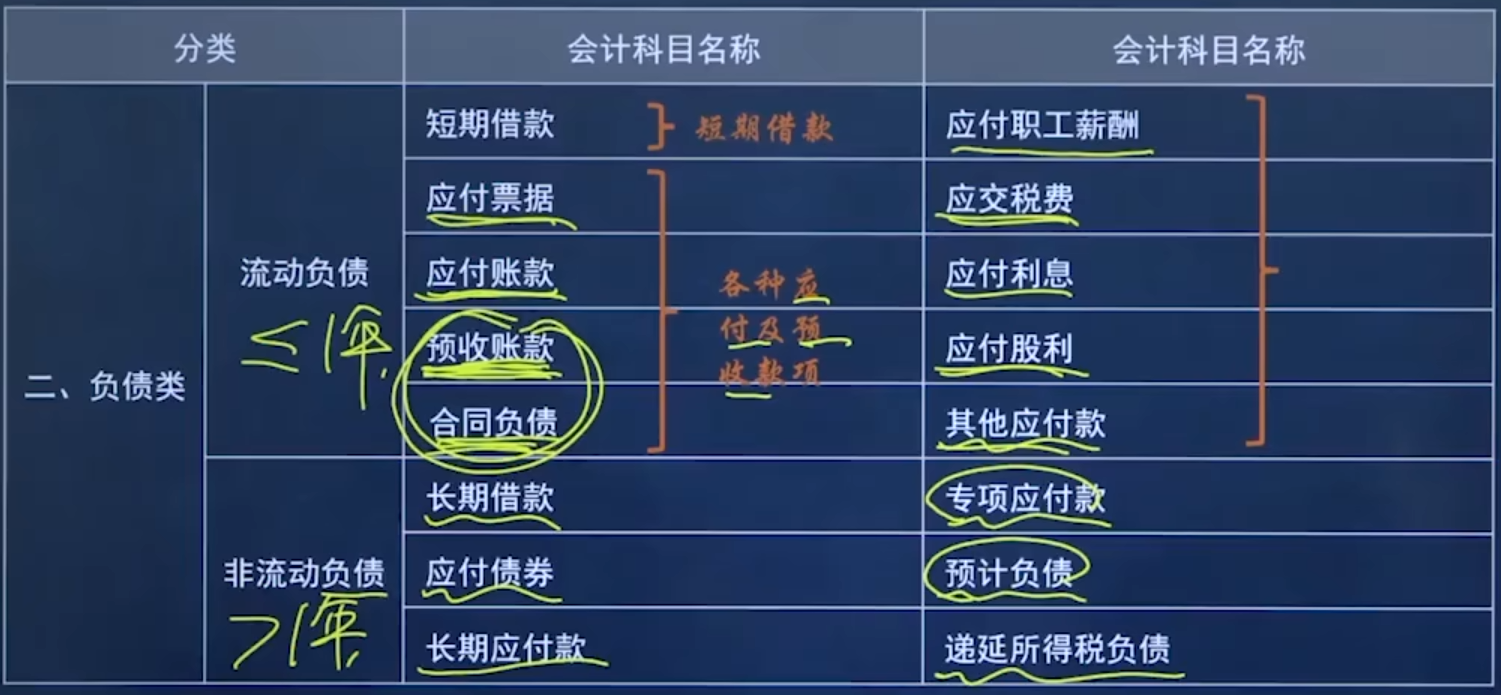 分类
会计科目名称
会计科目名称
二、负债类
流动负债
≤1年
短期借款
短期借款
应付职工薪酬
应付票据
应交税费
应付账款
应付利息
预收账款
应付股利
合同负债
其他应付款
各种应
付及预
收款项
非流动负债
>1年
长期借款
专项应付款
应付债券
预计负债
长期应付款
递延所得税负债